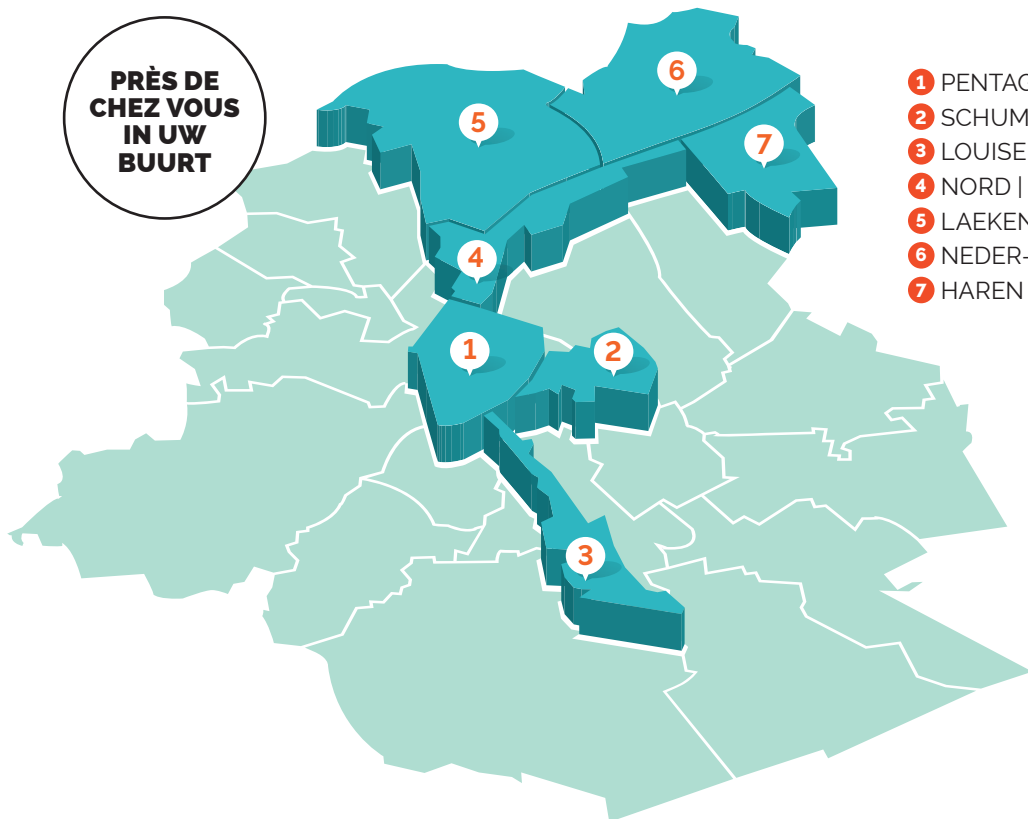 PRÈS DE
CHEZ VOUS
IN UW
BUURT
1 PENTAG
2 SCHUM
3 LOUISE
4 NORD |
5 LAEKEN
6 NEDER-
7 HAREN
6
5
7
4
1
2
3